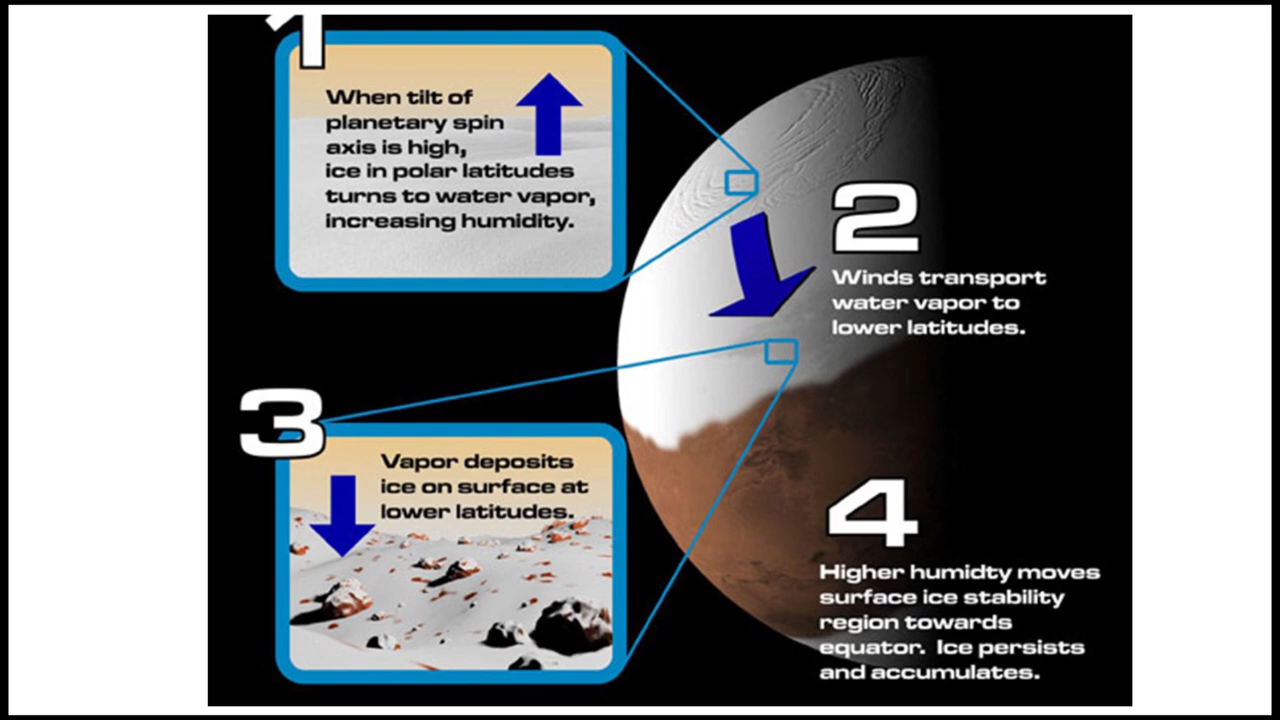 1
When tilt of
planetary spin
axis is high,
ice in polar latitudes
turns to water vapor,
increasing humidity.
2
Winds transport
water vapor to
lower latitudes.
3
Vapor deposits
ice on surface at
lower latitudes.
4
Higher humidty moves
surface ice stability
region towards
equator. Ice persists
and accumulates.